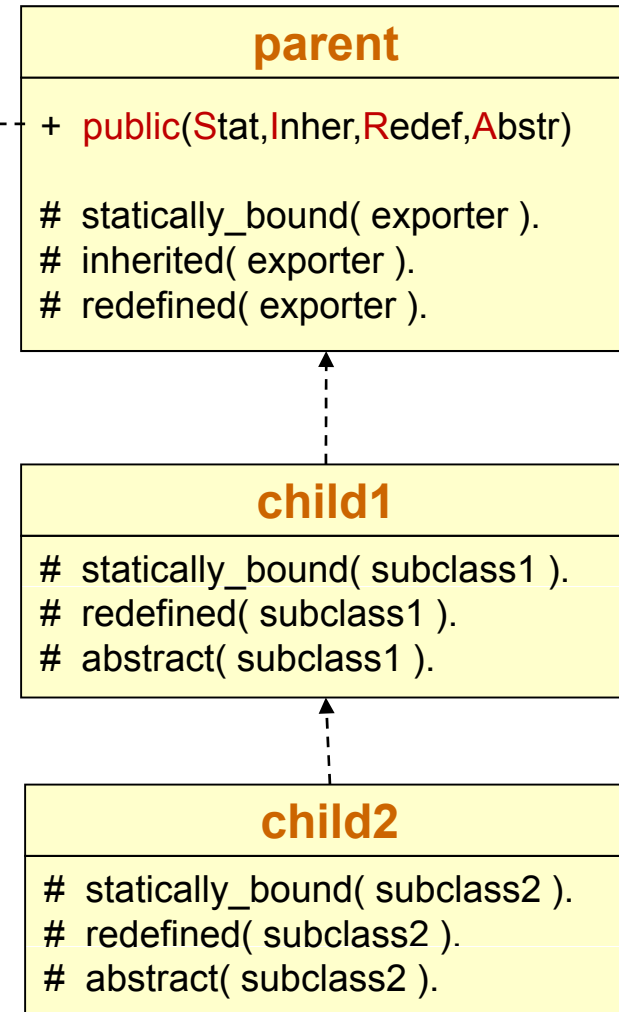 parent
+ public(Stat,Inher,Redef,Abstr)
# statically_bound( exporter ).
# inherited( exporter ).
# redefined( exporter ).
child1
# statically_bound( subclass1 ).
# redefined( subclass1 ).
# abstract( subclass1 ).
child2
# statically_bound( subclass2 ).
# redefined( subclass2 ).
# abstract( subclass2 ).